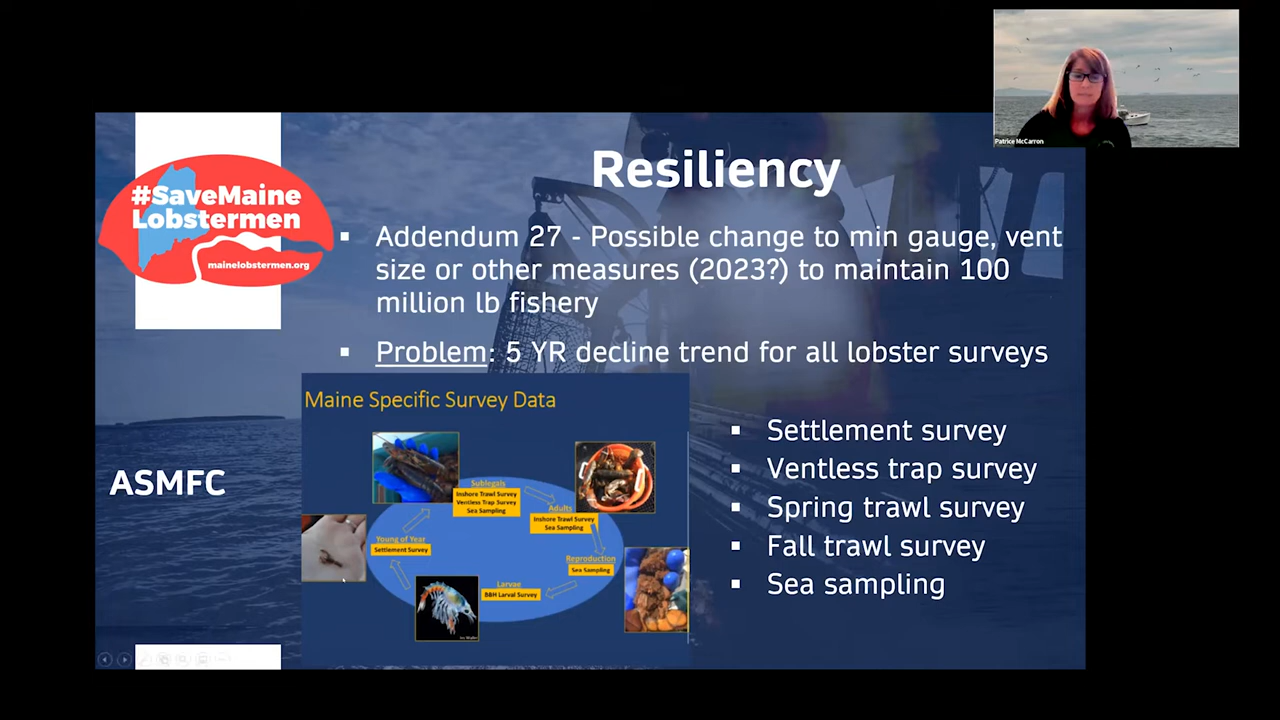 Patrice McCarron
Resiliency
#SaveMaine
Lobstermen
mainelobstermen.org
▪ Addendum 27 - Possible change to min gauge, vent
size or other measures (2023?) to maintain 100
million lb fishery
▪ Problem: 5 YR decline trend for all lobster surveys
Maine Specific Survey Data
Sublegals
Inshore Trawl Survey
Ventless Trap Survey
Sea Sampling
Adults
Inshore Trawl Survey
Sea Sampling
Young of Year
Settlement Survey
Reproduction
Sea Sampling
Larvae
BBH Larval Survey
ASMFC
▪ Settlement survey
▪ Ventless trap survey
▪ Spring trawl survey
▪ Fall trawl survey
▪ Sea sampling